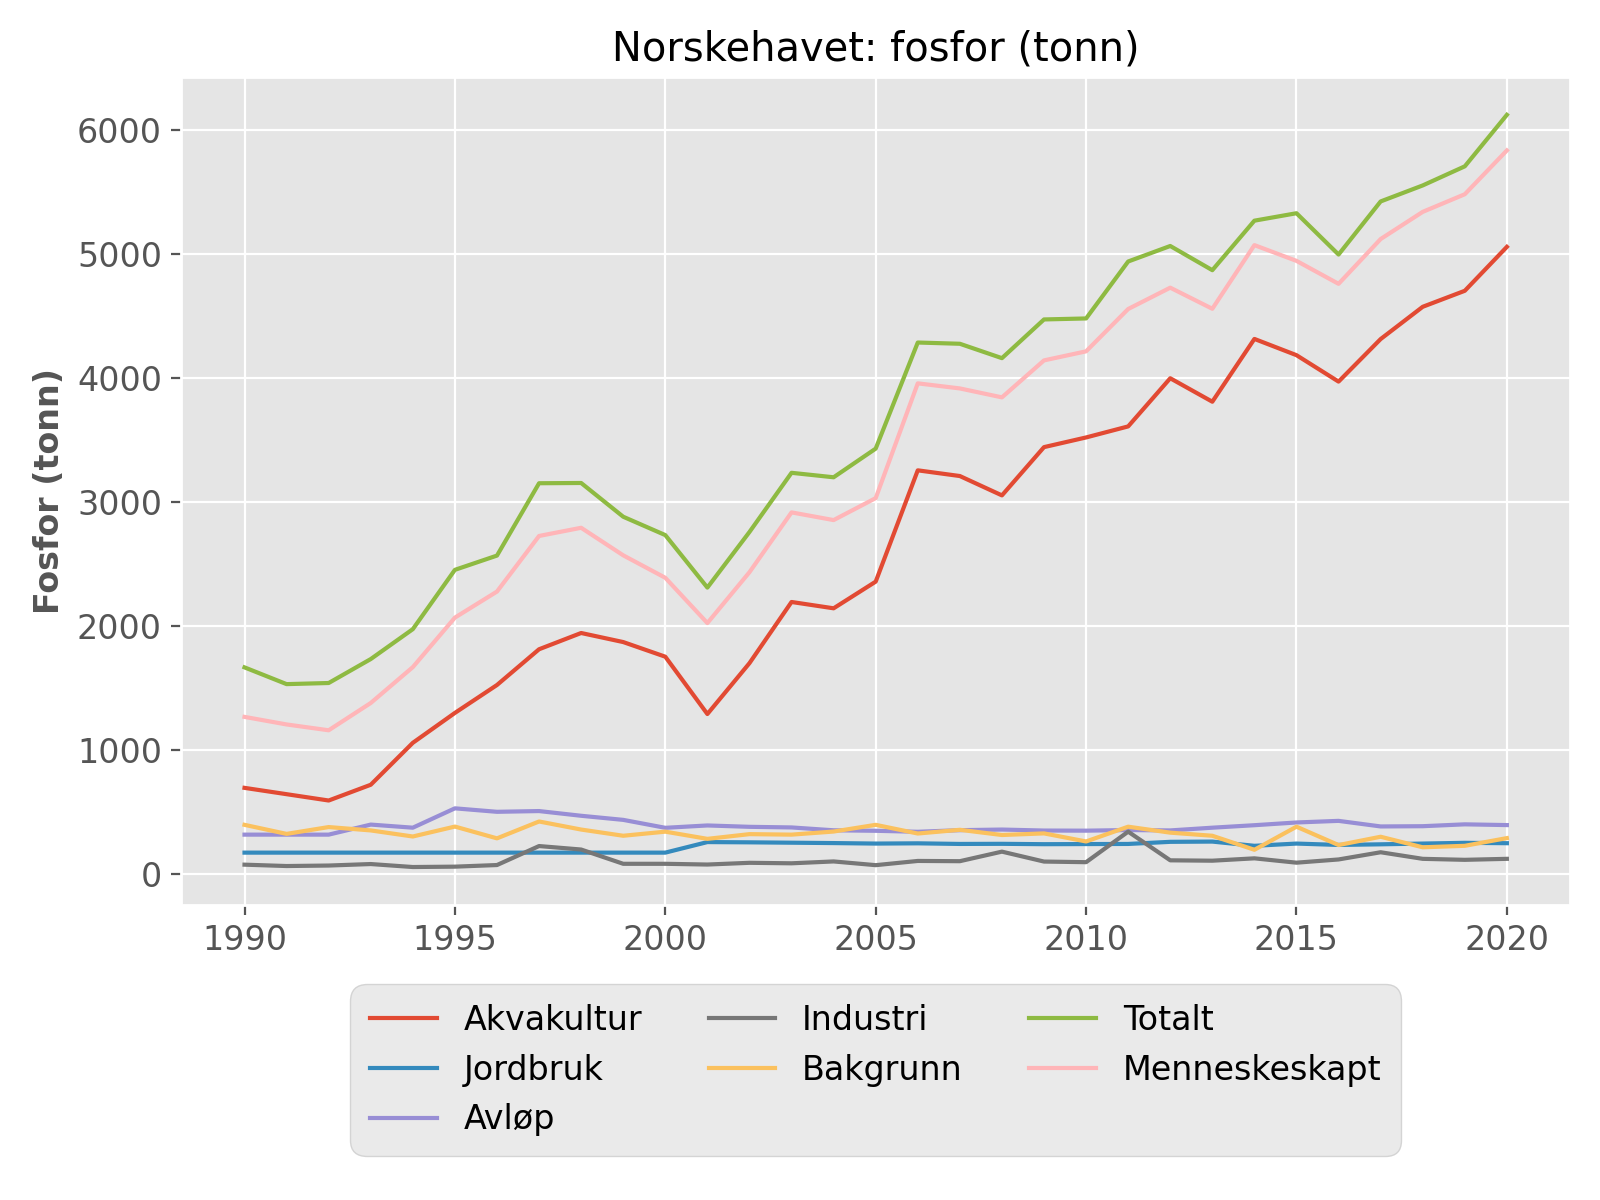 Norskehavet: fosfor (tonn)
Fosfor (tonn)
6000
5000
4000
3000
2000
1000
0
1990 1995 2000 2005 2010 2015 2020
Akvakultur Industri Totalt
Jordbruk Bakgrunn Menneskeskapt
Avløp